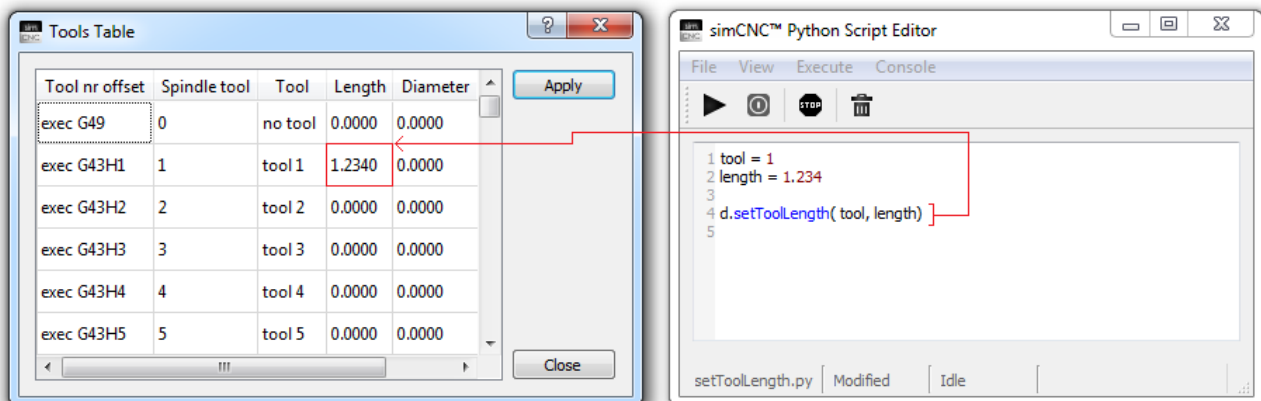 sim
CNC
Tools Table
Tool nr offset Spindle tool Tool Length Diameter
exec G49 0 no tool 0.0000 0.0000
exec G43H1 1 tool 1 1.2340 0.0000
exec G43H2 2 tool 2 0.0000 0.0000
exec G43H3 3 tool 3 0.0000 0.0000
exec G43H4 4 tool 4 0.0000 0.0000
exec G43H5 5 tool 5 0.0000 0.0000
Apply
Close
sim
CNC
simCNC™ Python Script Editor
File View Execute Console
STOP
1 tool = 1
2 length = 1.234
3
4 d.setToolLength( tool, length)
5
setToolLength.py Modified Idle